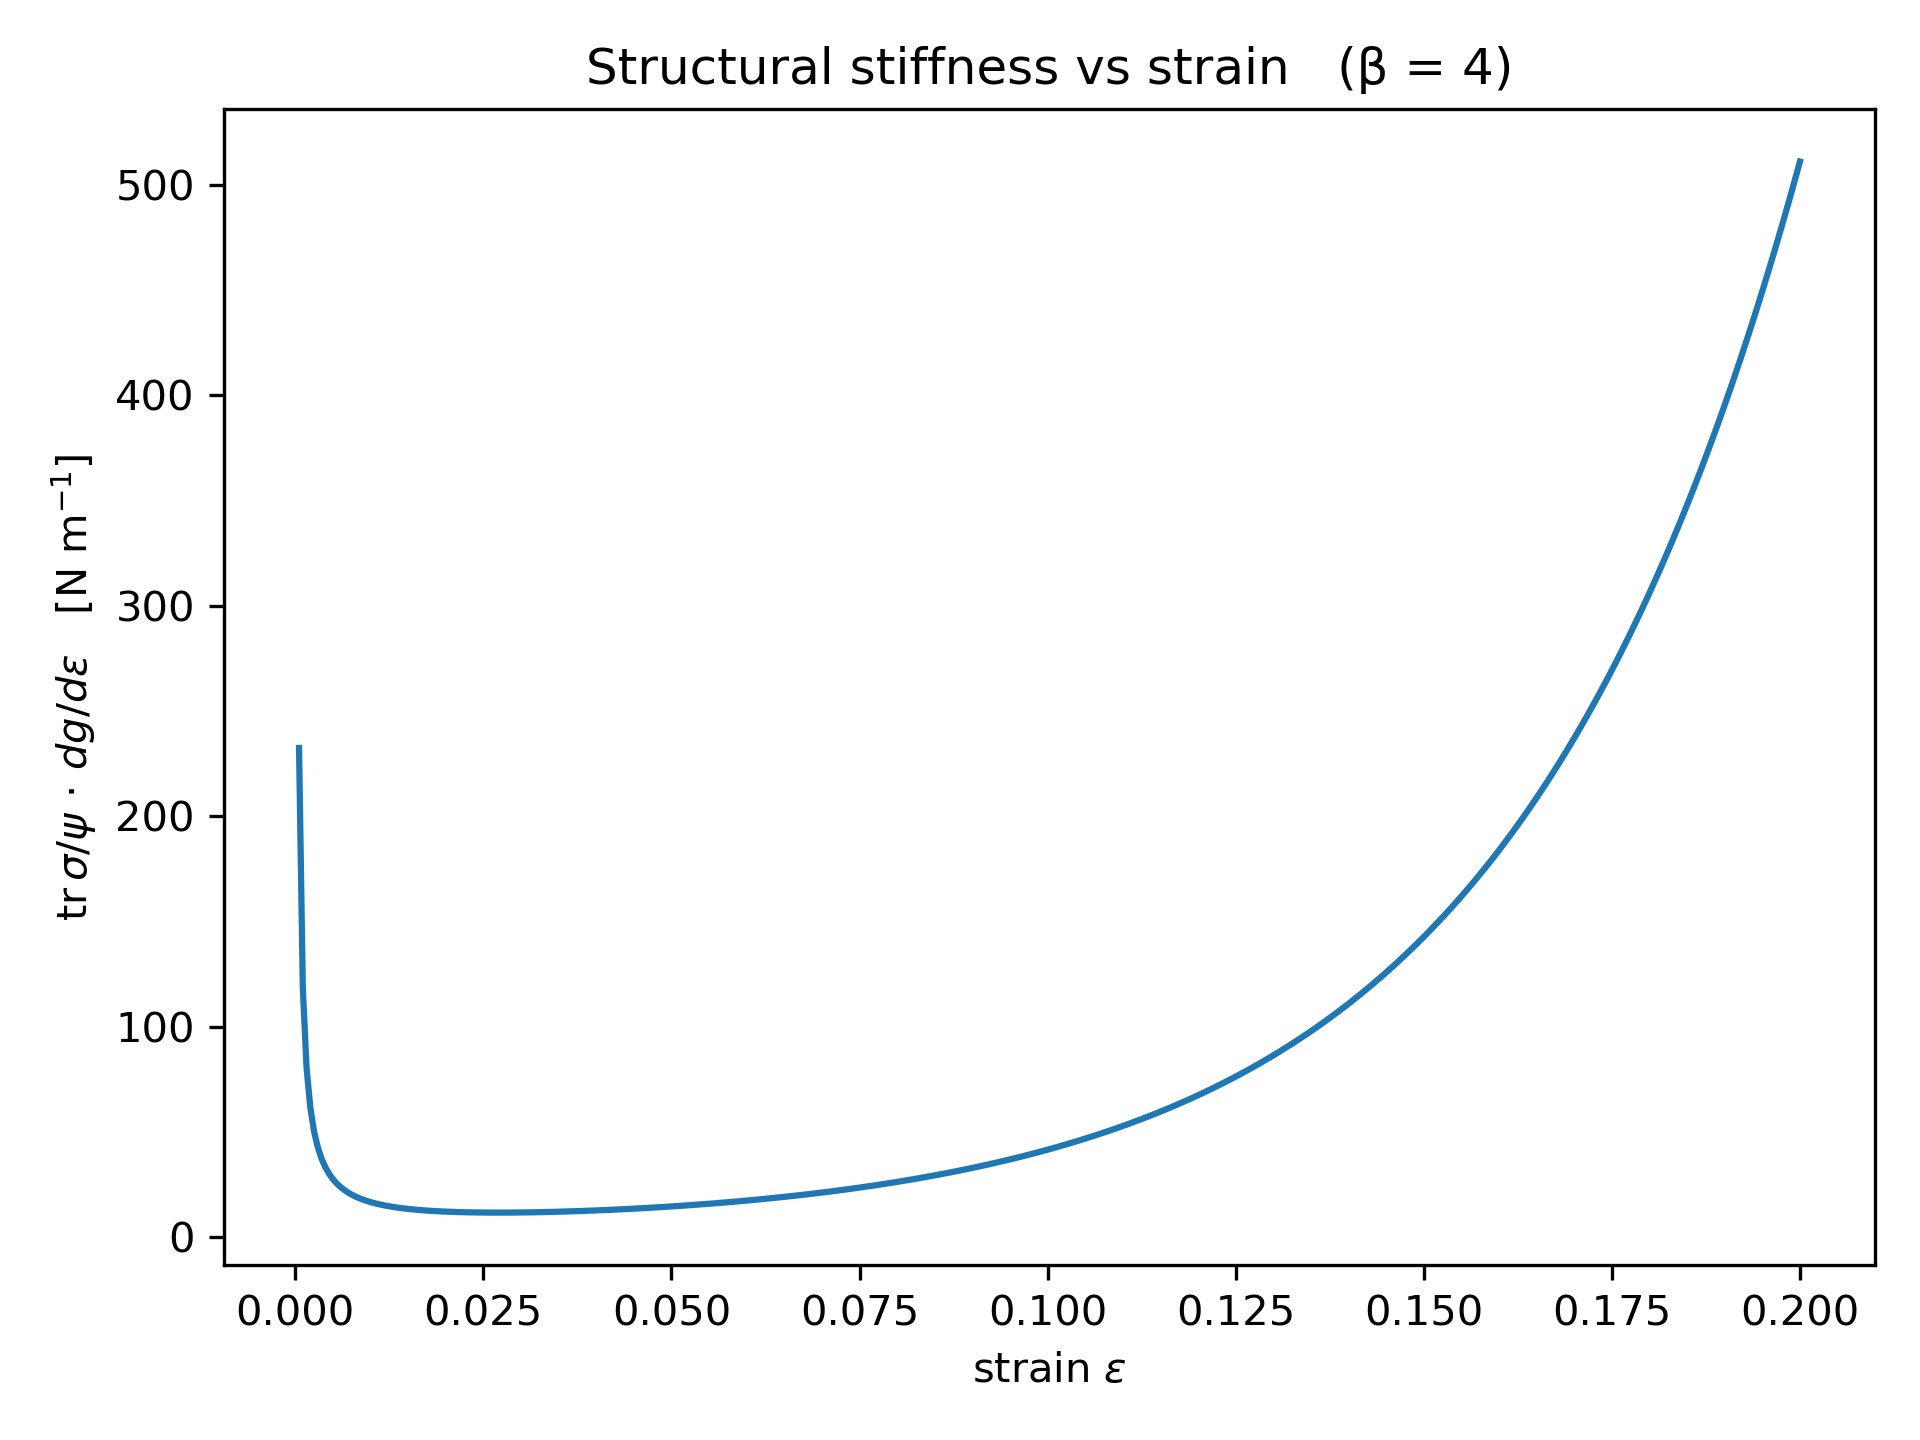 Structural stiffness vs strain (β = 4)
tr σ/ψ · dg/dε [N m⁻¹]
500
400
300
200
100
0
0.000 0.025 0.050 0.075 0.100 0.125 0.150 0.175 0.200
strain ε